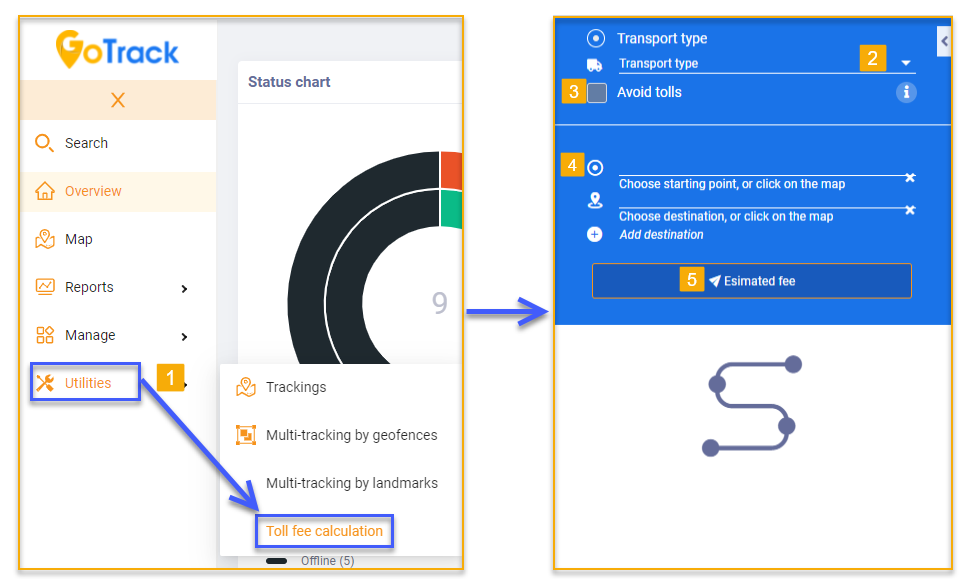 GoTrack
Search
Overview
Map
Reports
Manage
Utilities
1
Status chart
9
Trackings
Multi-tracking by geofences
Multi-tracking by landmarks
Toll fee calculation
Offline (5)
Transport type
Transport type
2
3
Avoid tolls
4
Choose starting point, or click on the map
Choose destination, or click on the map
Add destination
5 Esimated fee